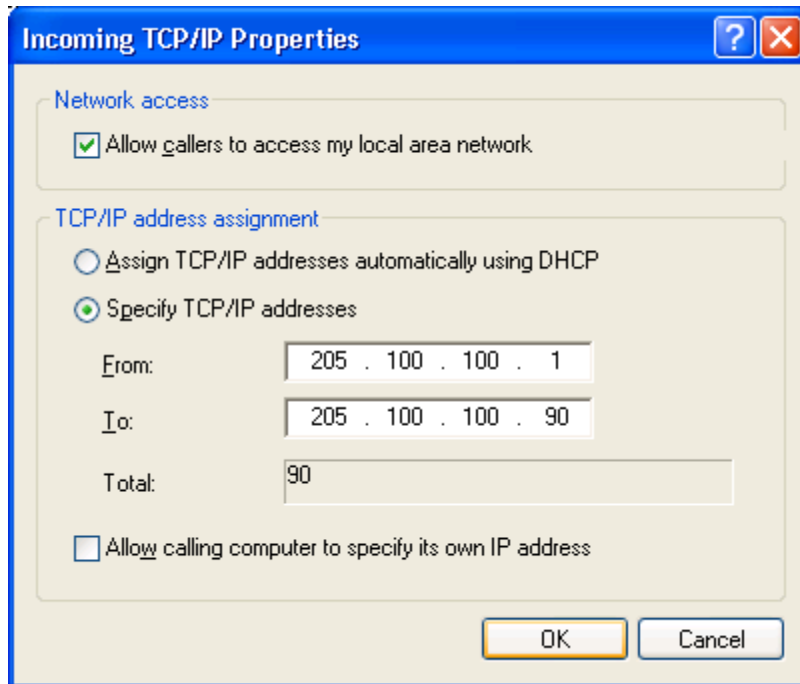 Incoming TCP/IP Properties
Network access
Allow callers to access my local area network
TCP/IP address assignment
Assign TCP/IP addresses automatically using DHCP
Specify TCP/IP addresses
From: 205 . 100 . 100 . 1
To: 205 . 100 . 100 . 90
Total: 90
Allow calling computer to specify its own IP address
OK Cancel